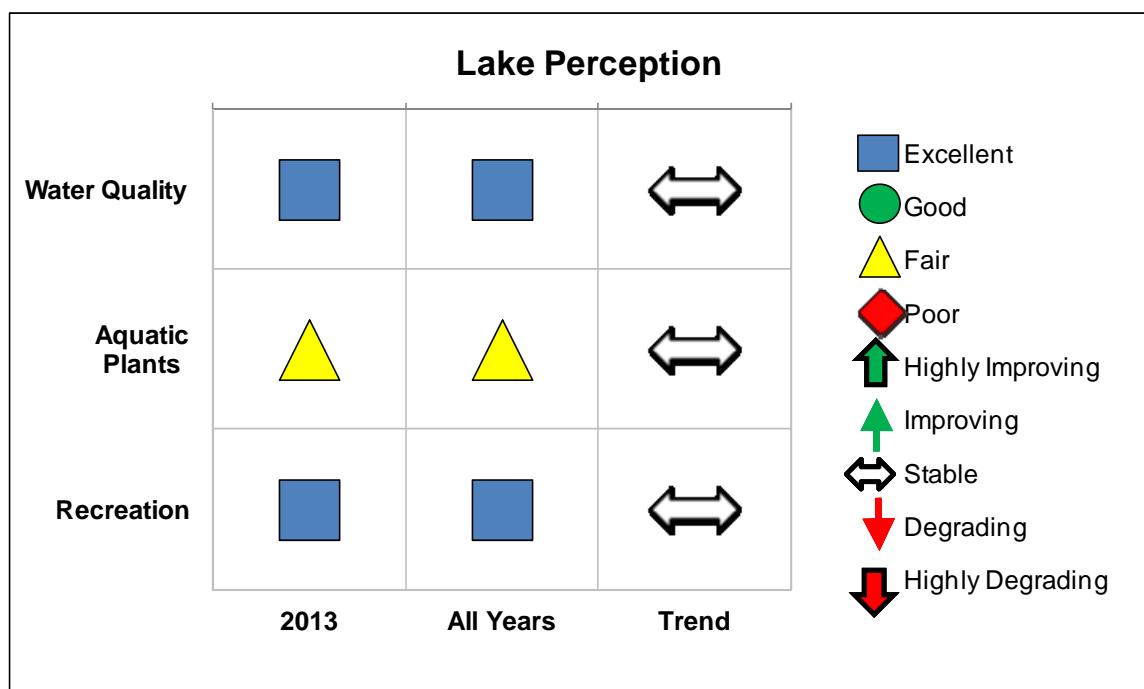 Lake Perception
Water Quality
Aquatic
Plants
Recreation
2013
All Years
Trend
Excellent
Good
Fair
Poor
Highly Improving
Improving
Stable
Degrading
Highly Degrading